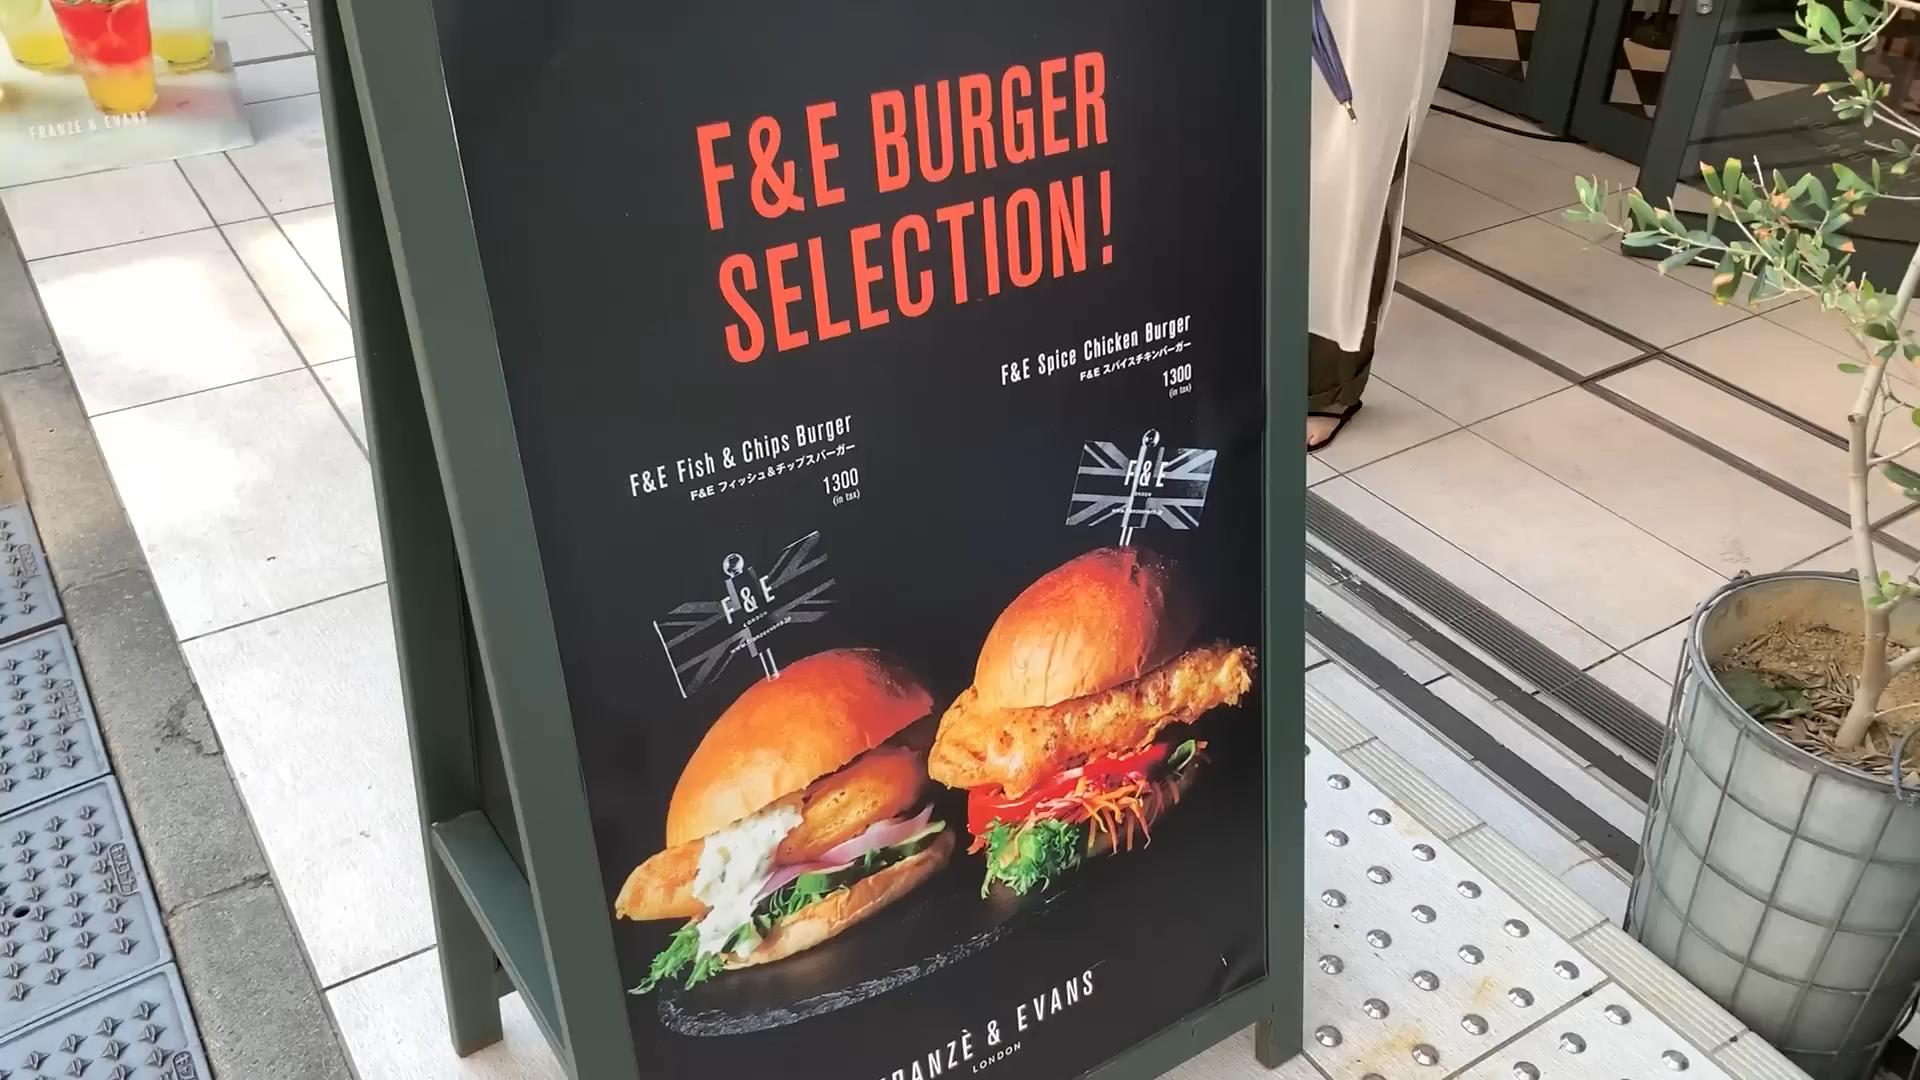 FRANZE & EVANS
F&E BURGER
SELECTION!
F&E Spice Chicken Burger
F&E スパイスチキンバーガー
1300
(in tax)
F&E Fish & Chips Burger
F&E フィッシュ&チップスバーガー
1300
(in tax)
F&E
LONDON
F&E
LONDON
FRANZÈ & EVANS
LONDON